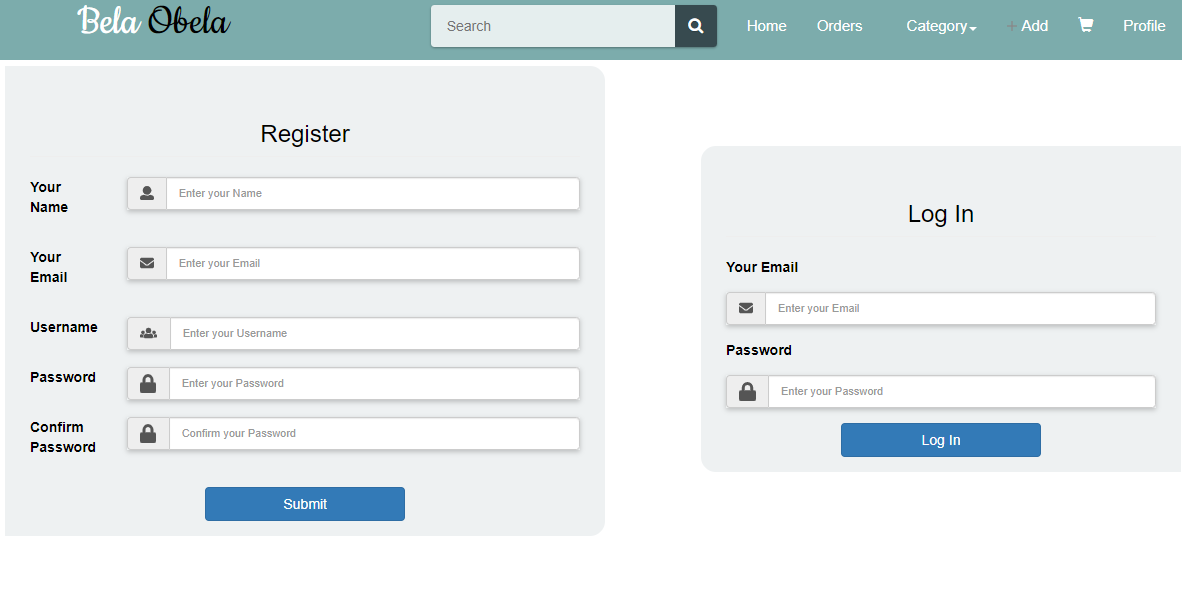 Bela Obela
Search
Home
Orders
Category
+ Add
Profile
Register
Your
Name
Enter your Name
Your
Email
Enter your Email
Username
Enter your Username
Password
Enter your Password
Confirm
Password
Confirm your Password
Submit
Log In
Your Email
Enter your Email
Password
Enter your Password
Log In